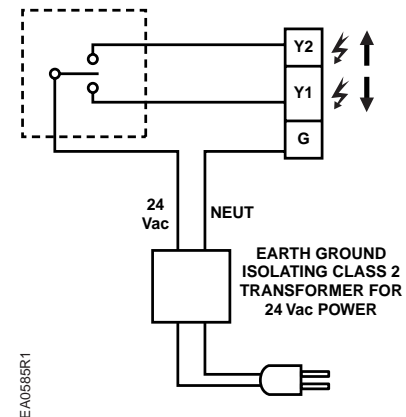 Y2
Y1
G
24
Vac
NEUT
EARTH GROUND
ISOLATING CLASS 2
TRANSFORMER FOR
24 Vac POWER
EA0585R1